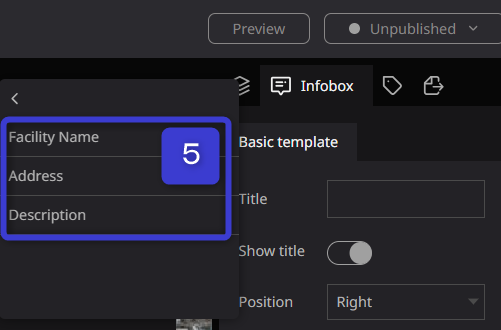 Preview
Unpublished
Infobox
Facility Name
Address
Description
5
Basic template
Title
Show title
Position
Right